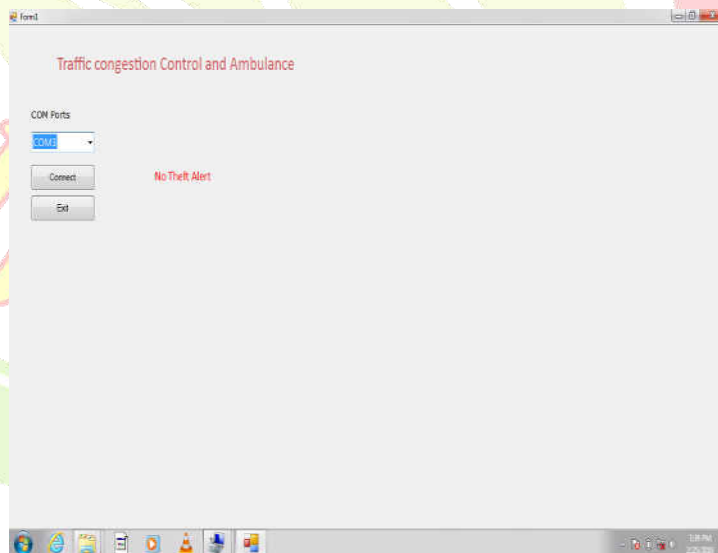 Form1
Traffic congestion Control and Ambulance
COM Ports
COM3
Connect
No Theft Alert
Exit